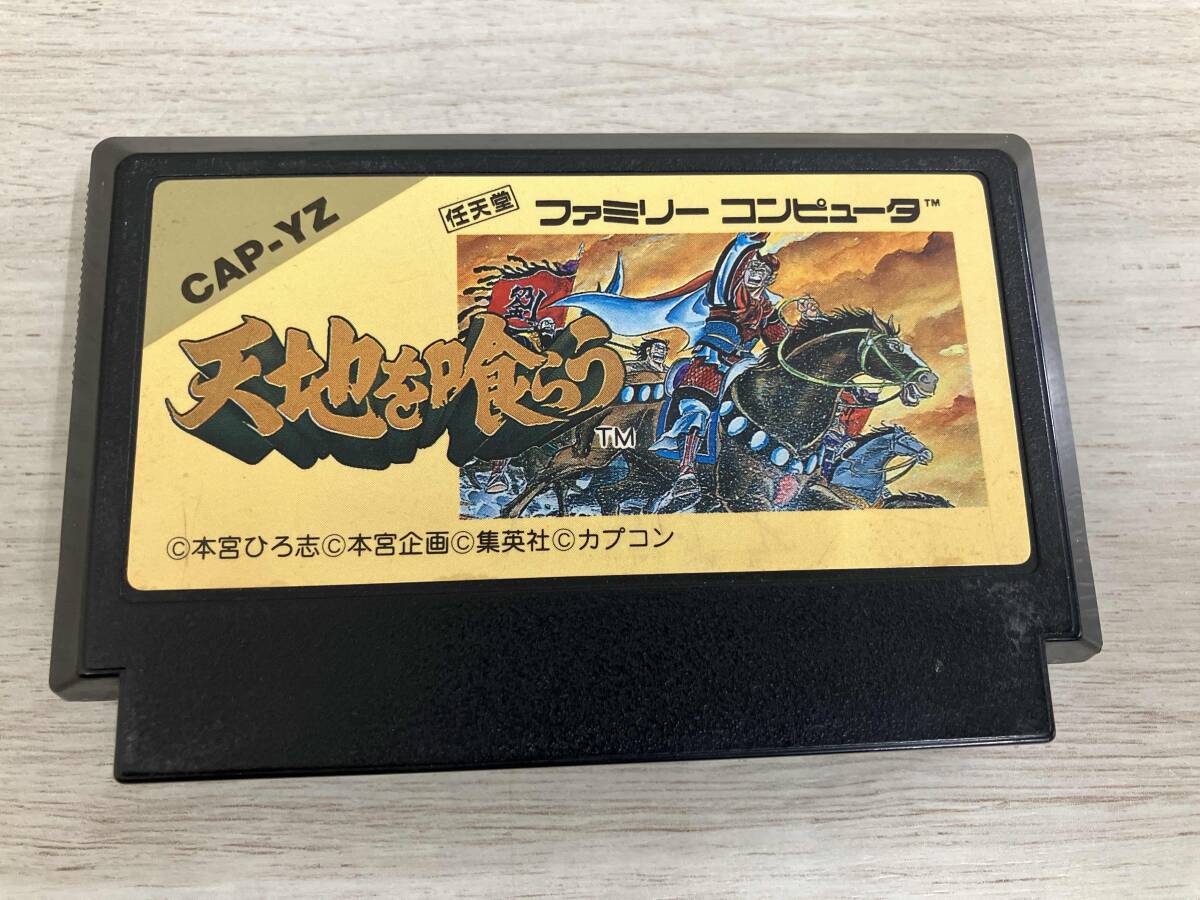 CAP-YZ
任天堂
ファミリー コンピュータ™
劉
天地を喰らう
TM
©本宮ひろ志©本宮企画©集英社©カプコン